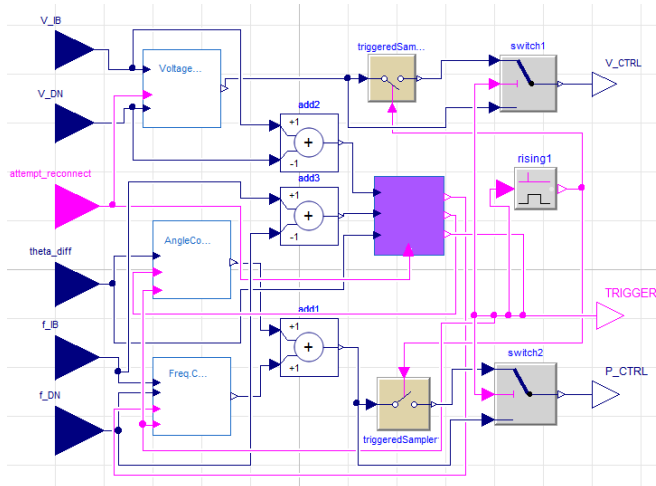 V_IB
Voltage...
triggeredSam...
switch1
V_CTRL
V_DN
add2
+1
+
-1
attempt_reconnect
add3
+1
+
-1
rising1
theta_diff
AngleCo...
TRIGGER
f_IB
add1
+1
+
+1
switch2
Freq.C...
P_CTRL
f_DN
triggeredSampler